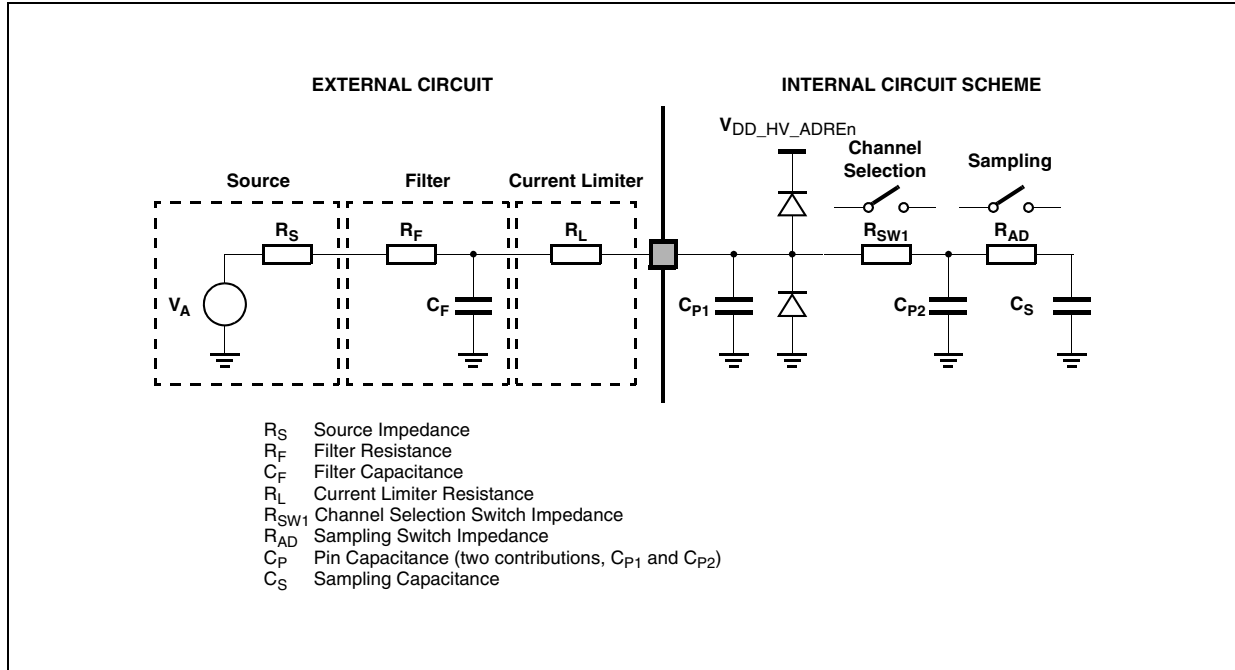 EXTERNAL CIRCUIT
INTERNAL CIRCUIT SCHEME
VDD_HV_ADREn
Channel
Selection
Sampling
Source
Filter
Current Limiter
RS
RF
RL
RSW1
RAD
VA
CF
CP1
CP2
CS
RS Source Impedance
RF Filter Resistance
CF Filter Capacitance
RL Current Limiter Resistance
RSW1 Channel Selection Switch Impedance
RAD Sampling Switch Impedance
CP Pin Capacitance (two contributions, CP1 and CP2)
CS Sampling Capacitance